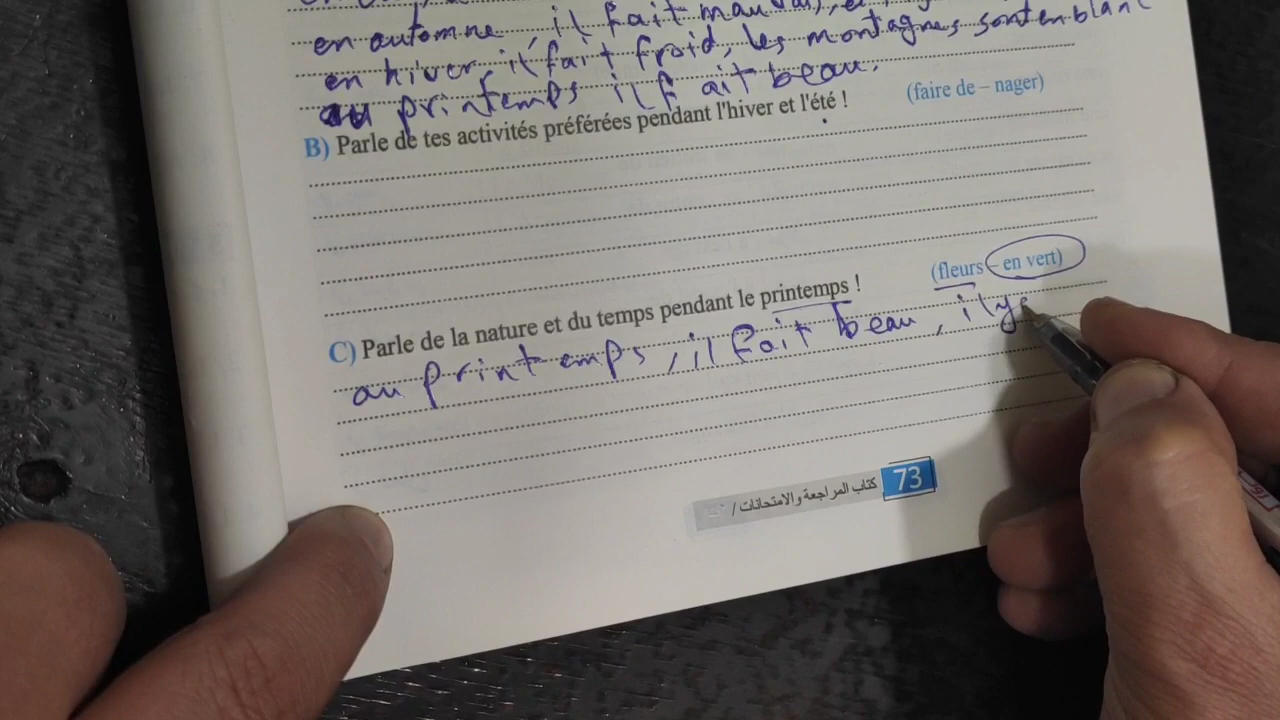 en automne, il fait mauvais, et
en hiver, il fait froid, les montagnes sont en blanc
au printemps il fait beau.
B) Parle de tes activités préférées pendant l'hiver et l'été ! (faire de – nager)
C) Parle de la nature et du temps pendant le printemps ! (fleurs – en vert)
au printemps, il fait beau, il ya
كتاب المراجعة والامتحانات / 73